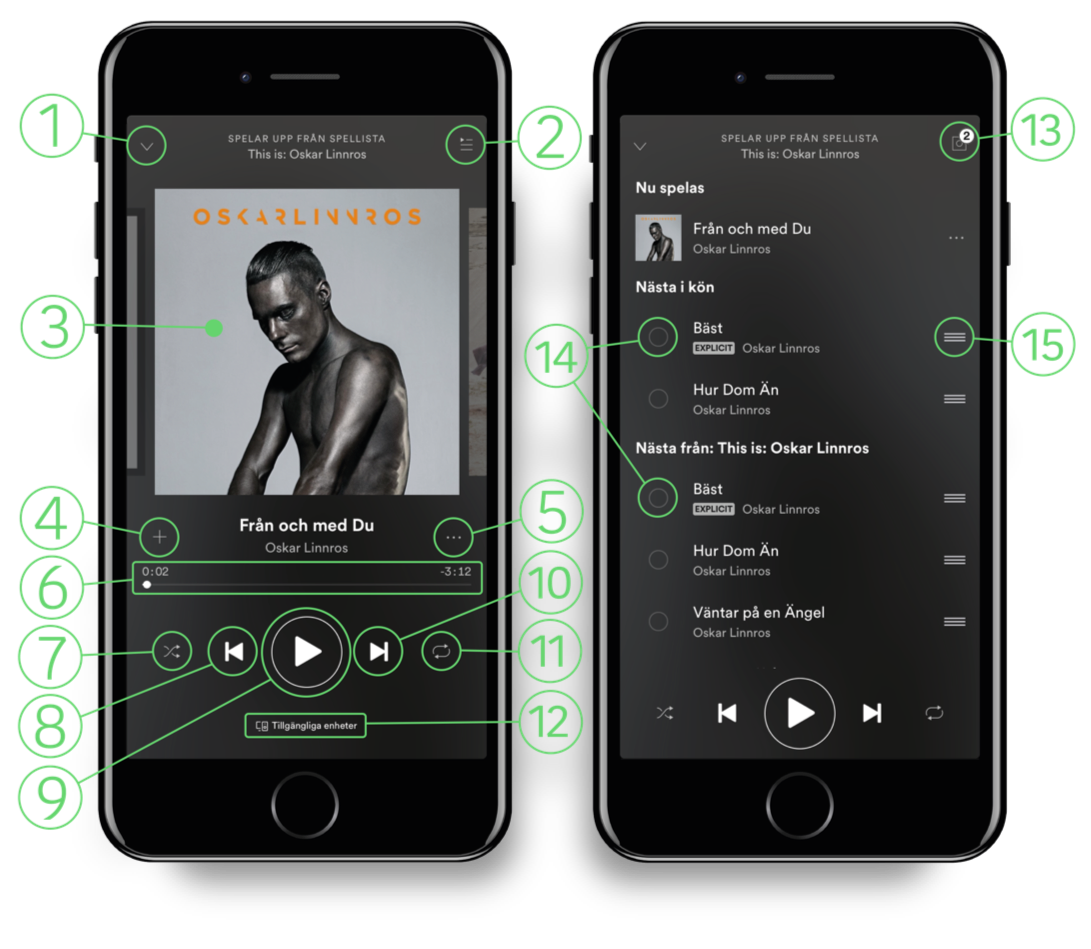 1
SPELAR UPP FRÅN SPELLISTA
This is: Oskar Linnros
2
OSKARLINNROS
3
4
Från och med Du
Oskar Linnros
5
6
0:02
-3:12
7
8
9
10
11
Tillgängliga enheter
12
SPELAR UPP FRÅN SPELLISTA
This is: Oskar Linnros
2
13
Nu spelas
Från och med Du
Oskar Linnros
Nästa i kön
14
Bäst
EXPLICIT Oskar Linnros
15
Hur Dom Än
Oskar Linnros
Nästa från: This is: Oskar Linnros
Bäst
EXPLICIT Oskar Linnros
Hur Dom Än
Oskar Linnros
Väntar på en Ängel
Oskar Linnros